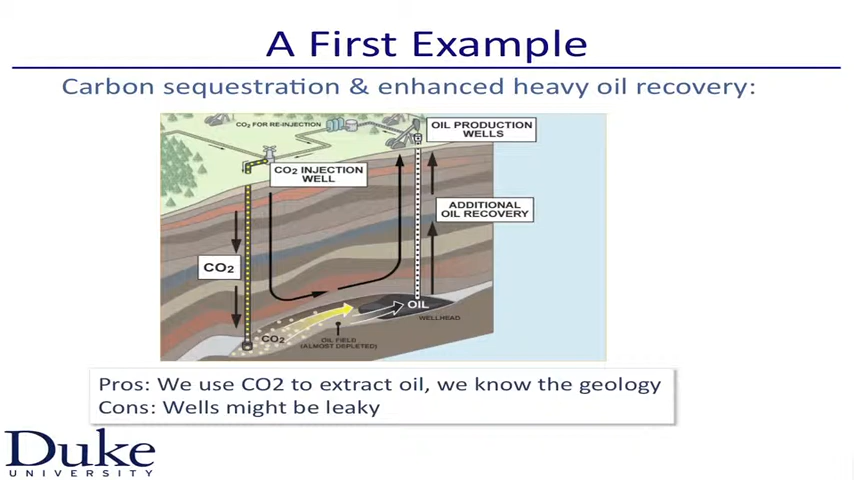 A First Example
Carbon sequestration & enhanced heavy oil recovery:
CO2 FOR RE-INJECTION
OIL PRODUCTION
WELLS
CO2 INJECTION
WELL
ADDITIONAL
OIL RECOVERY
CO2
OIL
WELLHEAD
CO2
OIL FIELD
(ALMOST DEPLETED)
Pros: We use CO2 to extract oil, we know the geology
Cons: Wells might be leaky
Duke
UNIVERSITY